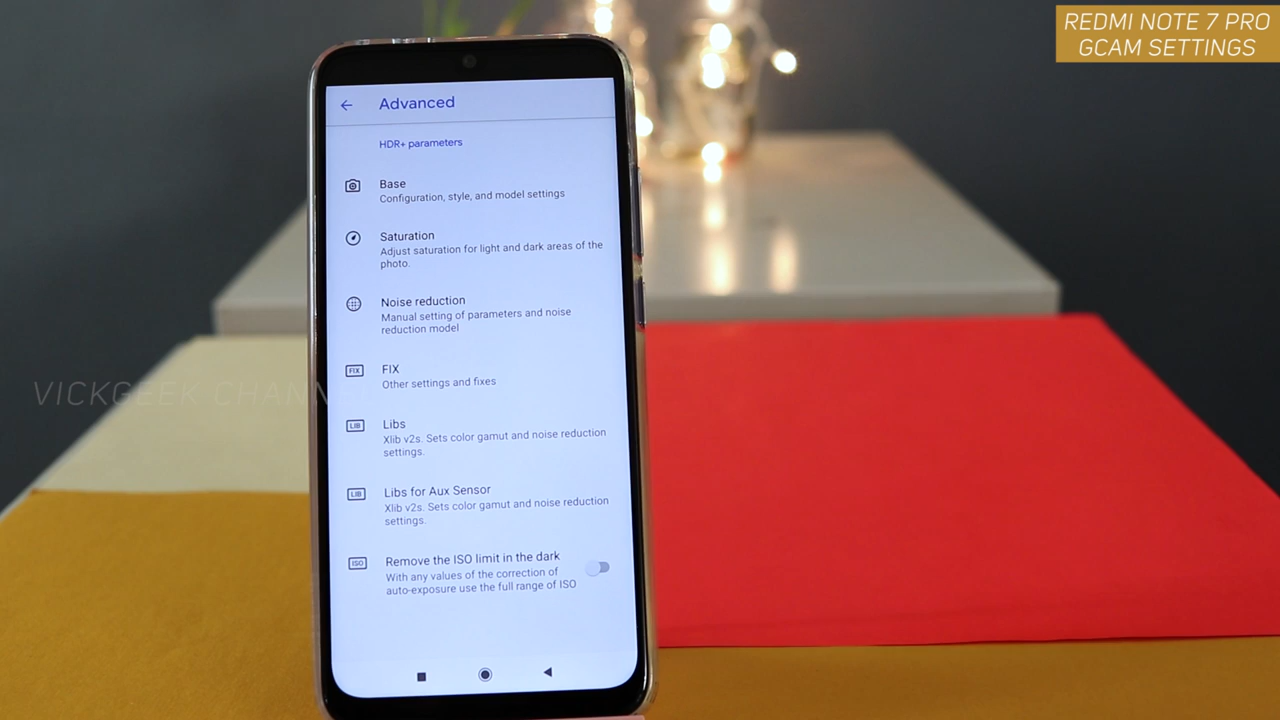 REDMI NOTE 7 PRO
GCAM SETTINGS
Advanced
HDR+ parameters
Base
Configuration, style, and model settings
Saturation
Adjust saturation for light and dark areas of the
photo.
Noise reduction
Manual setting of parameters and noise
reduction model
FIX
FIX
Other settings and fixes
LIB
Libs
Xlib v2s. Sets color gamut and noise reduction
settings.
LIB
Libs for Aux Sensor
Xlib v2s. Sets color gamut and noise reduction
settings.
ISO
Remove the ISO limit in the dark
With any values of the correction of
auto-exposure use the full range of ISO
VICKGEEK CHANN